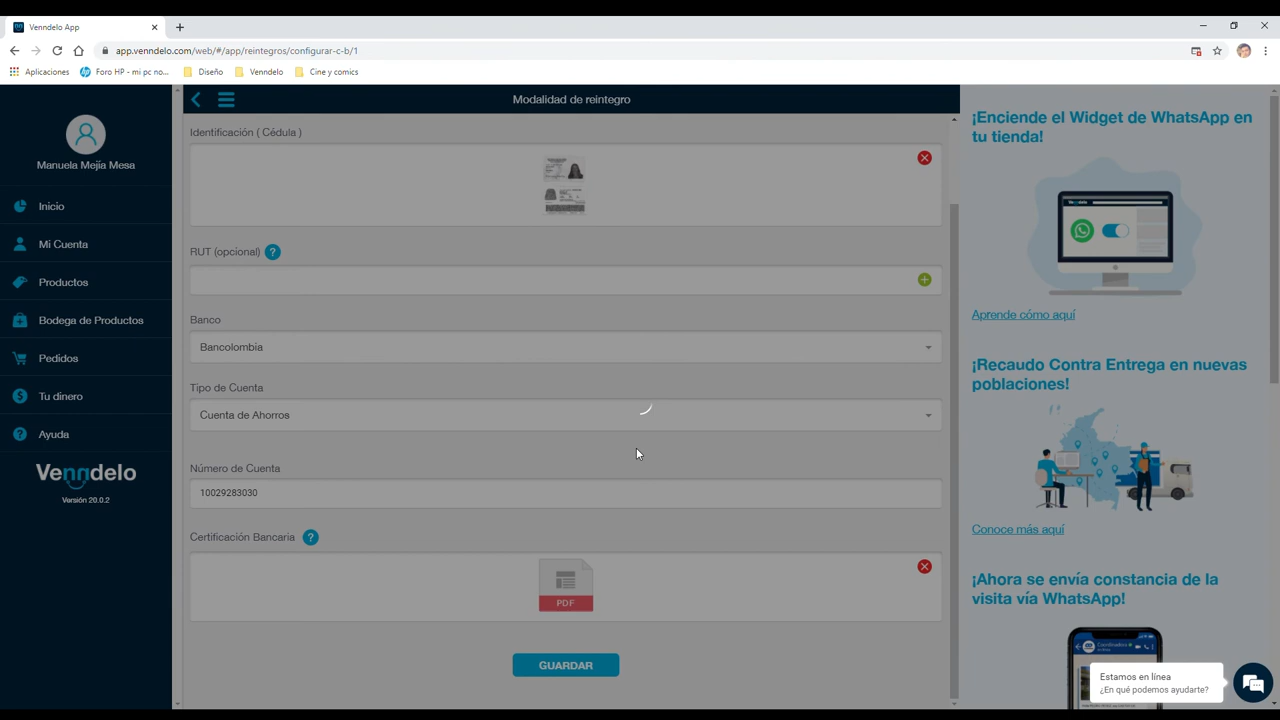 Venndelo App
app.venndelo.com/web/#/app/reintegros/configurar-c-b/1
Aplicaciones
Foro HP - mi pc no...
Diseño
Venndelo
Cine y comics
Manuela Mejía Mesa
Inicio
Mi Cuenta
Productos
Bodega de Productos
Pedidos
Tu dinero
Ayuda
Venndelo
Versión 20.0.2
Modalidad de reintegro
Identificación ( Cédula )
RUT (opcional) ?
Banco
Bancolombia
Tipo de Cuenta
Cuenta de Ahorros
Número de Cuenta
10029283030
Certificación Bancaria ?
PDF
GUARDAR
¡Enciende el Widget de WhatsApp en
tu tienda!
Aprende cómo aquí
¡Recaudo Contra Entrega en nuevas
poblaciones!
Conoce más aquí
¡Ahora se envía constancia de la
visita vía WhatsApp!
Estamos en línea
¿En qué podemos ayudarte?